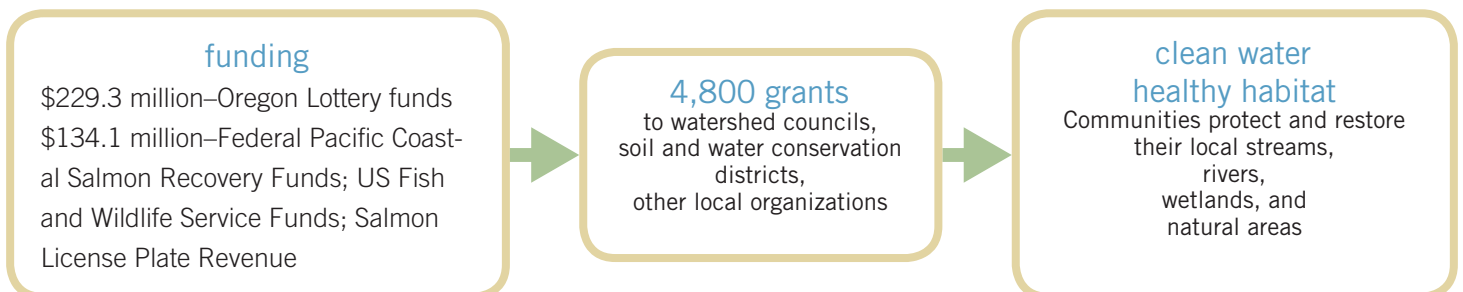 funding
$229.3 million–Oregon Lottery funds
$134.1 million–Federal Pacific Coast-
al Salmon Recovery Funds; US Fish
and Wildlife Service Funds; Salmon
License Plate Revenue
4,800 grants
to watershed councils,
soil and water conservation
districts,
other local organizations
clean water
healthy habitat
Communities protect and restore
their local streams,
rivers,
wetlands, and
natural areas